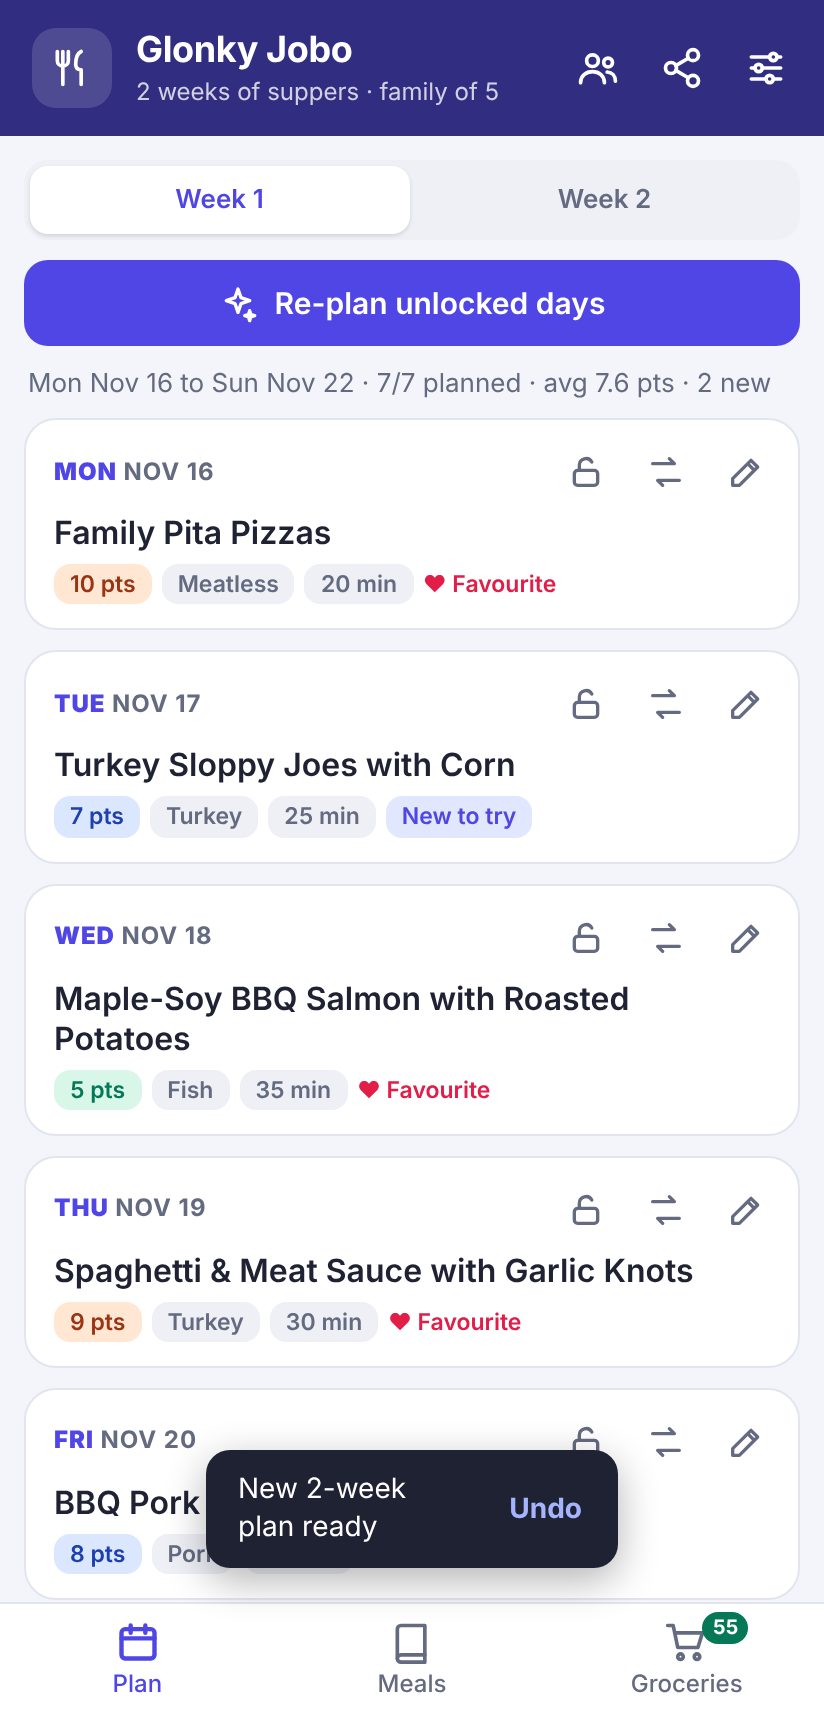 Glonky Jobo
2 weeks of suppers · family of 5
Week 1
Week 2
Re-plan unlocked days
Mon Nov 16 to Sun Nov 22 · 7/7 planned · avg 7.6 pts · 2 new
MON NOV 16
Family Pita Pizzas
10 pts Meatless 20 min Favourite
TUE NOV 17
Turkey Sloppy Joes with Corn
7 pts Turkey 25 min New to try
WED NOV 18
Maple-Soy BBQ Salmon with Roasted
Potatoes
5 pts Fish 35 min Favourite
THU NOV 19
Spaghetti & Meat Sauce with Garlic Knots
9 pts Turkey 30 min Favourite
FRI NOV 20
BBQ Pork
8 pts
New 2-week
plan ready
Undo
55
Plan
Meals
Groceries